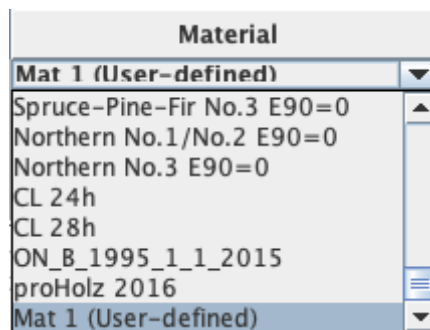 Material
Mat 1 (User-defined)
Spruce-Pine-Fir No.3 E90=0
Northern No.1/No.2 E90=0
Northern No.3 E90=0
CL 24h
CL 28h
ON_B_1995_1_1_2015
proHolz 2016
Mat 1 (User-defined)